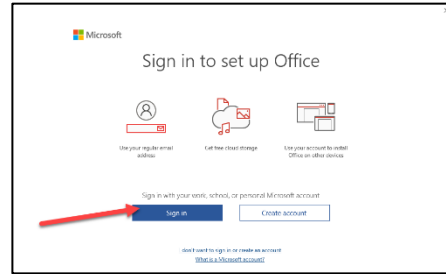 Microsoft
Sign in to set up Office
Use your regular email
address
Get free cloud storage
Use your account to install
Office on other devices
Sign in with your work, school, or personal Microsoft account
Sign in
Create account
I don't want to sign in or create an account
What is a Microsoft account?